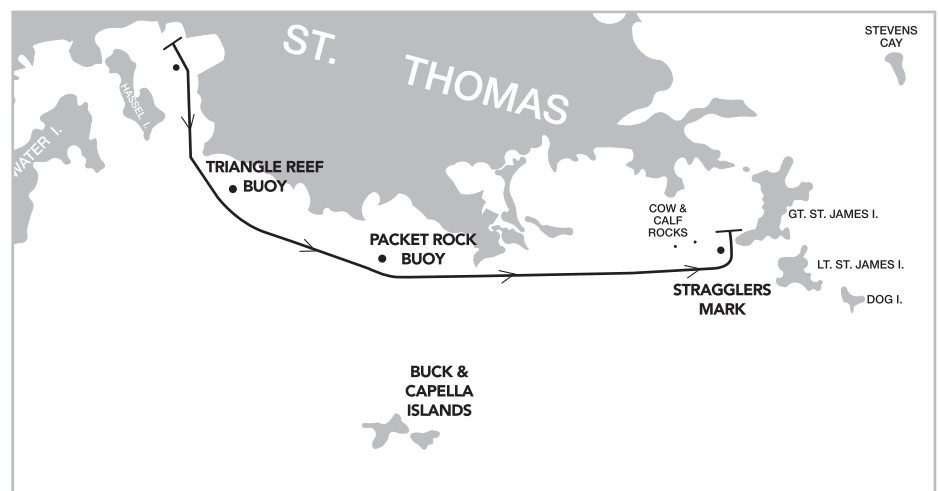 STEVENS
CAY
ST. THOMAS
HASSEL I.
WATER I.
TRIANGLE REEF
BUOY
COW &
CALF
ROCKS
GT. ST. JAMES I.
PACKET ROCK
BUOY
LT. ST. JAMES I.
STRAGGLERS
MARK
DOG I.
BUCK &
CAPELLA
ISLANDS